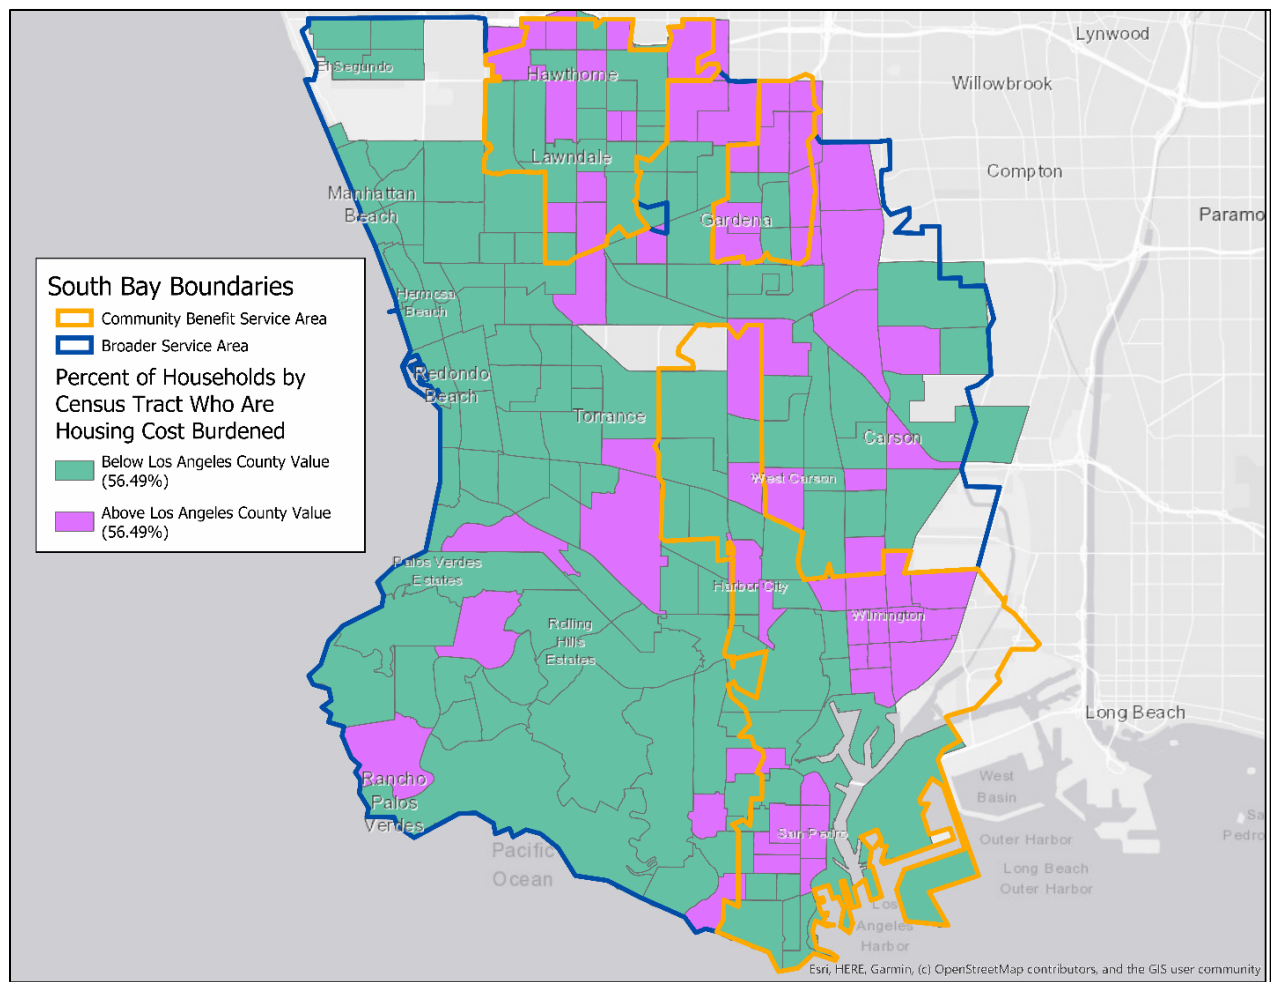 Lynwood
El Segundo
Hawthorne
Willowbrook
Lawndale
Compton
Manhattan
Beach
Paramo
Gardena
South Bay Boundaries
Community Benefit Service Area
Broader Service Area
Percent of Households by
Census Tract Who Are
Housing Cost Burdened
Below Los Angeles County Value
(56.49%)
Above Los Angeles County Value
(56.49%)
Hermosa
Beach
Redondo
Beach
Torrance
Carson
West Carson
Palos Verdes
Estates
Harbor City
Wilmington
Rolling
Hills
Estates
Long Beach
Rancho
Palos
Verdes
West
Basin
San Pedro
Sa
Pedro
Outer Harbor
Pacific
Ocean
Long Beach
Outer Harbor
Los
Angeles
Harbor
Esri, HERE, Garmin, (c) OpenStreetMap contributors, and the GIS user community